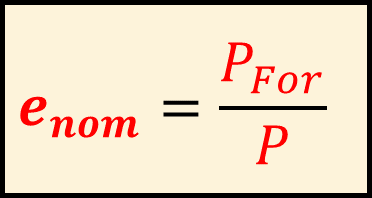 e_nom = P_For / P